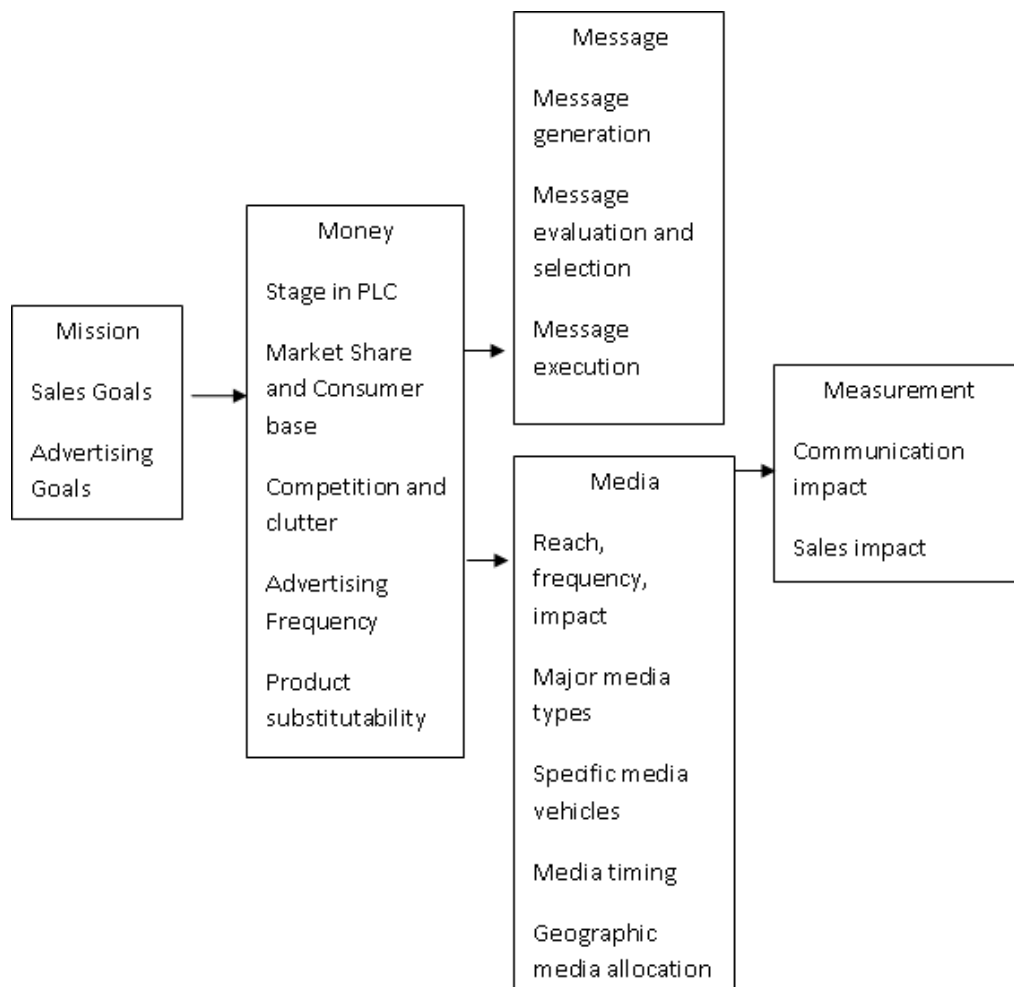 Mission
Sales Goals
Advertising
Goals
Money
Stage in PLC
Market Share
and Consumer
base
Competition and
clutter
Advertising
Frequency
Product
substitutability
Message
Message
generation
Message
evaluation and
selection
Message
execution
Media
Reach,
frequency,
impact
Major media
types
Specific media
vehicles
Media timing
Geographic
media allocation
Measurement
Communication
impact
Sales impact